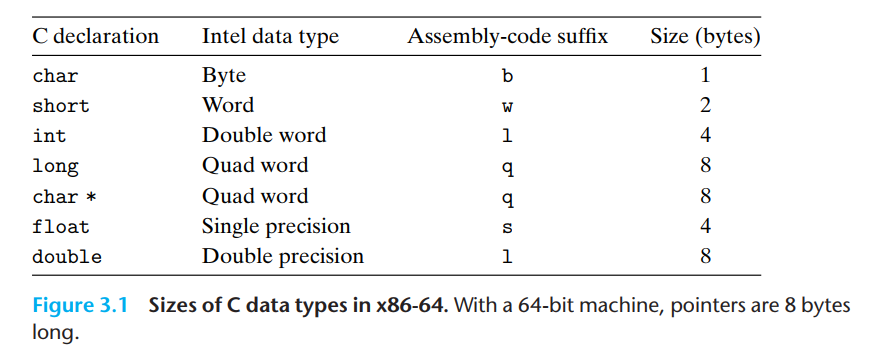 C declaration Intel data type Assembly-code suffix Size (bytes)
char Byte b 1
short Word w 2
int Double word l 4
long Quad word q 8
char * Quad word q 8
float Single precision s 4
double Double precision l 8
Figure 3.1 Sizes of C data types in x86-64. With a 64-bit machine, pointers are 8 bytes
long.